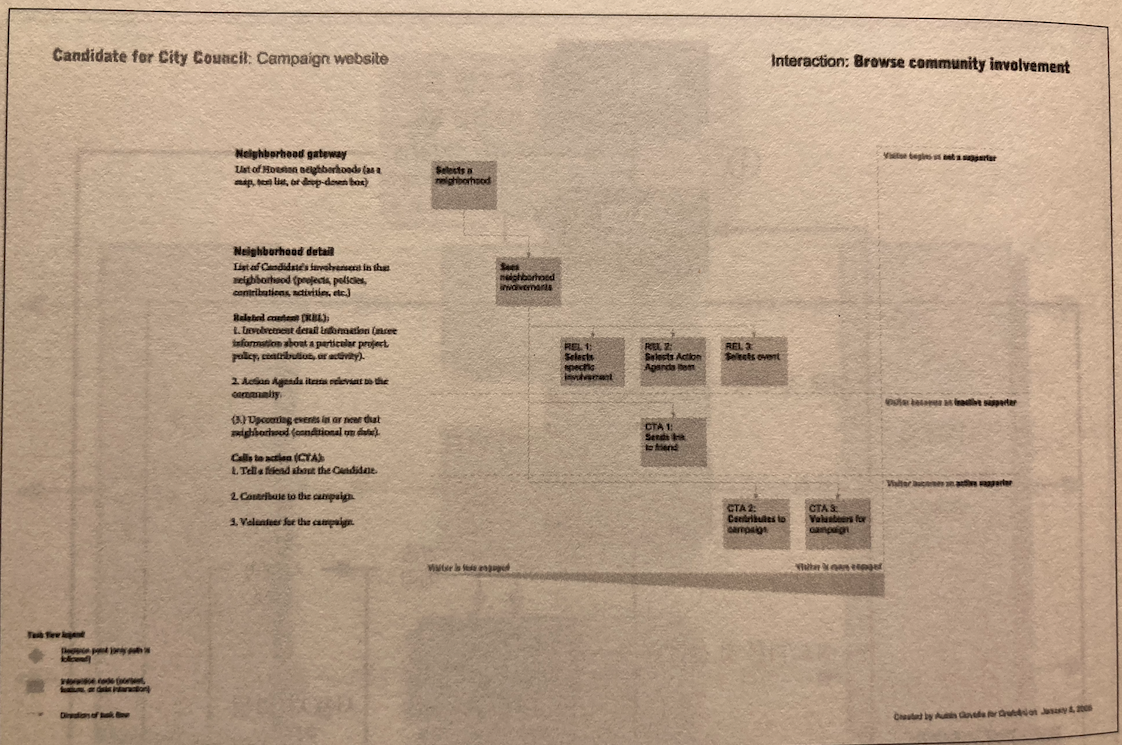 Candidate for City Council: Campaign website
Interaction: Browse community involvement
Neighborhood gateway
List of Houston neighborhoods (as a
map, text list, or drop-down box)
Selects a
neighborhood
Visitor begins as not a supporter
Neighborhood detail
List of Candidate's involvement in that
neighborhood (projects, policies,
contributions, activities, etc.)
Sees
neighborhood
involvements
Related content (REL):
1. Involvement detail information (more
information about a particular project,
policy, contribution, or activity).
2. Action Agenda items relevant to the
community.
(3.) Upcoming events in or near that
neighborhood (conditional on date).
REL 1:
Selects
specific
involvement
REL 2:
Selects Action
Agenda item
REL 3:
Selects event
Visitor becomes an inactive supporter
CTA 1:
Sends link
to friend
Calls to action (CTA):
1. Tell a friend about the Candidate.
2. Contribute to the campaign.
3. Volunteer for the campaign.
Visitor becomes an active supporter
CTA 2:
Contributes to
campaign
CTA 3:
Volunteers for
campaign
Visitor is less engaged
Visitor is more engaged
Task flow legend
Decision point (only path is
followed)
Interaction node (content,
feature, or data interaction)
Direction of task flow
Created by Austin Govella for on January 8,